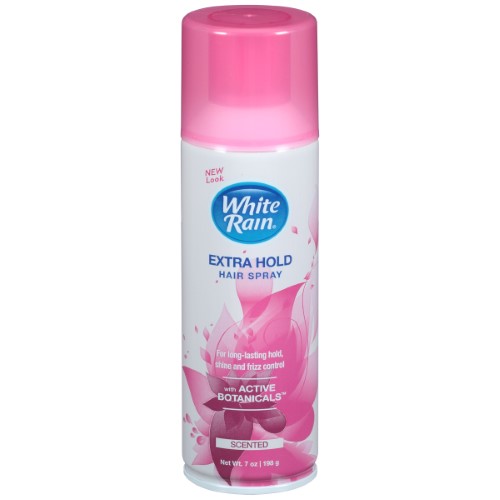 NEW
Look
White
Rain®
EXTRA HOLD
HAIR SPRAY
For long-lasting hold,
shine and frizz control
with ACTIVE
BOTANICALS™
SCENTED
Net Wt. 7 oz | 198 g